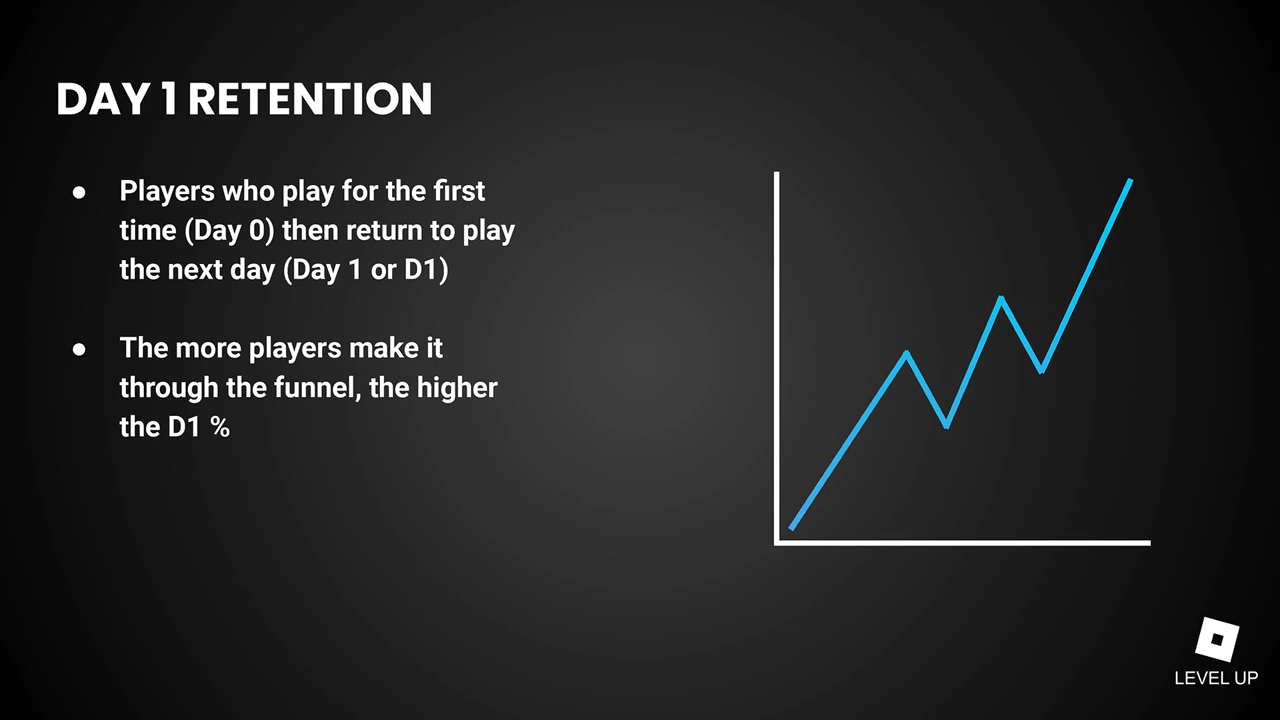 DAY 1 RETENTION
● Players who play for the first
time (Day 0) then return to play
the next day (Day 1 or D1)
● The more players make it
through the funnel, the higher
the D1 %
LEVEL UP